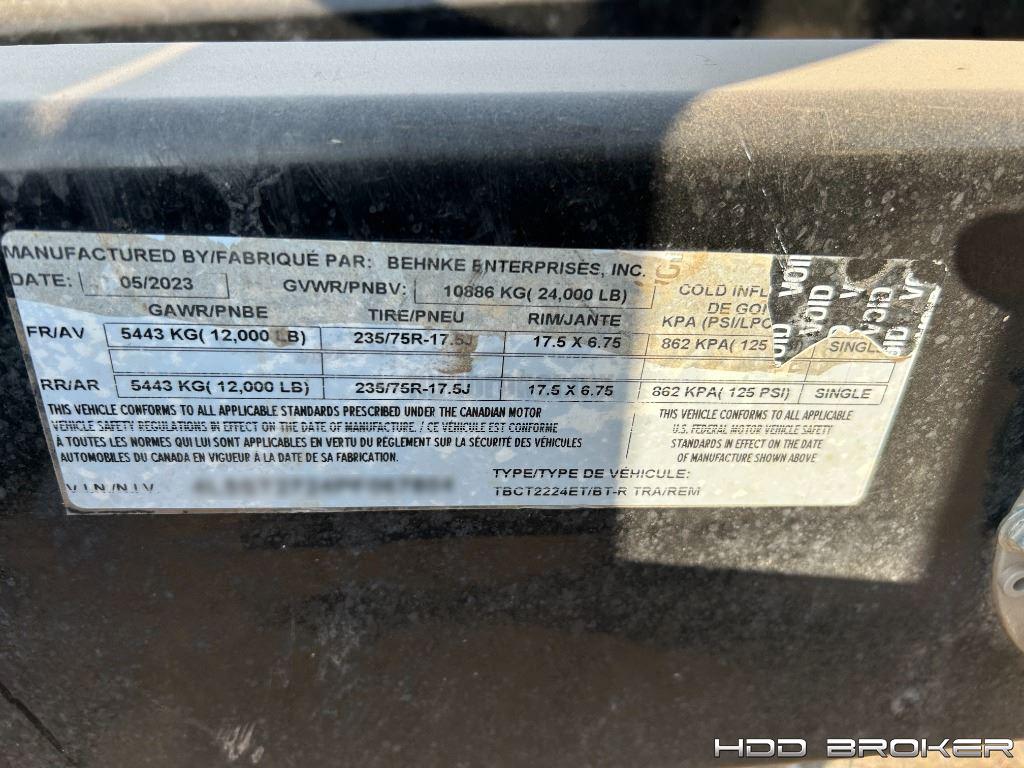 MANUFACTURED BY/FABRIQUÉ PAR: BEHNKE ENTERPRISES, INC.
DATE: 05/2023 GVWR/PNBV: 10886 KG( 24,000 LB)
GAWR/PNBE TIRE/PNEU RIM/JANTE COLD INFL
DE GO
KPA (PSI/LPC
FR/AV 5443 KG( 12,000 LB) 235/75R-17.5J 17.5 X 6.75 862 KPA( 125 SINGLE
RR/AR 5443 KG( 12,000 LB) 235/75R-17.5J 17.5 X 6.75 862 KPA( 125 PSI) SINGLE
VOID VOID VOID
THIS VEHICLE CONFORMS TO ALL APPLICABLE STANDARDS PRESCRIBED UNDER THE CANADIAN MOTOR
VEHICLE SAFETY REGULATIONS IN EFFECT ON THE DATE OF MANUFACTURE. / CE VÉHICULE EST CONFORME
À TOUTES LES NORMES QUI LUI SONT APPLICABLES EN VERTU DU RÈGLEMENT SUR LA SÉCURITÉ DES VÉHICULES
AUTOMOBILES DU CANADA EN VIGUEUR À LA DATE DE SA FABRICATION.
THIS VEHICLE CONFORMS TO ALL APPLICABLE
U.S. FEDERAL MOTOR VEHICLE SAFETY
STANDARDS IN EFFECT ON THE DATE
OF MANUFACTURE SHOWN ABOVE
V.I.N./N.I.V.
TYPE/TYPE DE VÉHICULE:
TBCT2224ET/BT-R TRA/REM
HDD BROKER